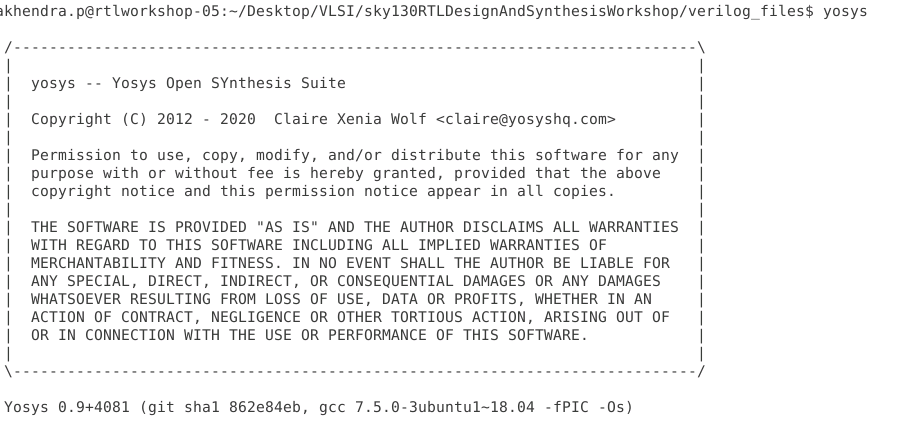 akhendra.p@rtlworkshop-05:~/Desktop/VLSI/sky130RTLDesignAndSynthesisWorkshop/verilog_files$ yosys
/----------------------------------------------------------------------------\
|                                                                            |
|  yosys -- Yosys Open SYnthesis Suite                                       |
|                                                                            |
|  Copyright (C) 2012 - 2020  Claire Xenia Wolf <claire@yosyshq.com>         |
|                                                                            |
|  Permission to use, copy, modify, and/or distribute this software for any  |
|  purpose with or without fee is hereby granted, provided that the above    |
|  copyright notice and this permission notice appear in all copies.         |
|                                                                            |
|  THE SOFTWARE IS PROVIDED "AS IS" AND THE AUTHOR DISCLAIMS ALL WARRANTIES  |
|  WITH REGARD TO THIS SOFTWARE INCLUDING ALL IMPLIED WARRANTIES OF          |
|  MERCHANTABILITY AND FITNESS. IN NO EVENT SHALL THE AUTHOR BE LIABLE FOR   |
|  ANY SPECIAL, DIRECT, INDIRECT, OR CONSEQUENTIAL DAMAGES OR ANY DAMAGES    |
|  WHATSOEVER RESULTING FROM LOSS OF USE, DATA OR PROFITS, WHETHER IN AN     |
|  ACTION OF CONTRACT, NEGLIGENCE OR OTHER TORTIOUS ACTION, ARISING OUT OF   |
|  OR IN CONNECTION WITH THE USE OR PERFORMANCE OF THIS SOFTWARE.            |
|                                                                            |
\----------------------------------------------------------------------------/
Yosys 0.9+4081 (git sha1 862e84eb, gcc 7.5.0-3ubuntu1~18.04 -fPIC -Os)